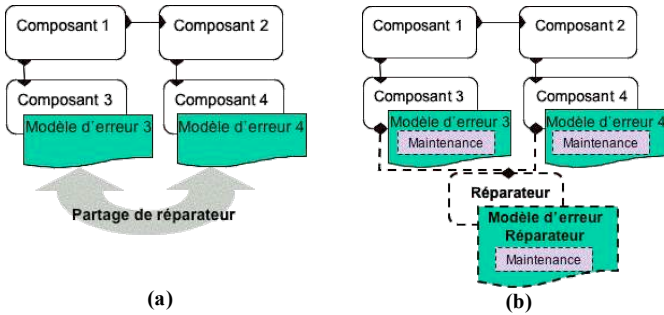 Composant 1
Composant 2
Composant 3
Composant 4
Modèle d'erreur 3
Modèle d'erreur 4
Partage de réparateur
(a)
Composant 1
Composant 2
Composant 3
Composant 4
Modèle d'erreur 3
Maintenance
Modèle d'erreur 4
Maintenance
Réparateur
Modèle d'erreur
Réparateur
Maintenance
(b)